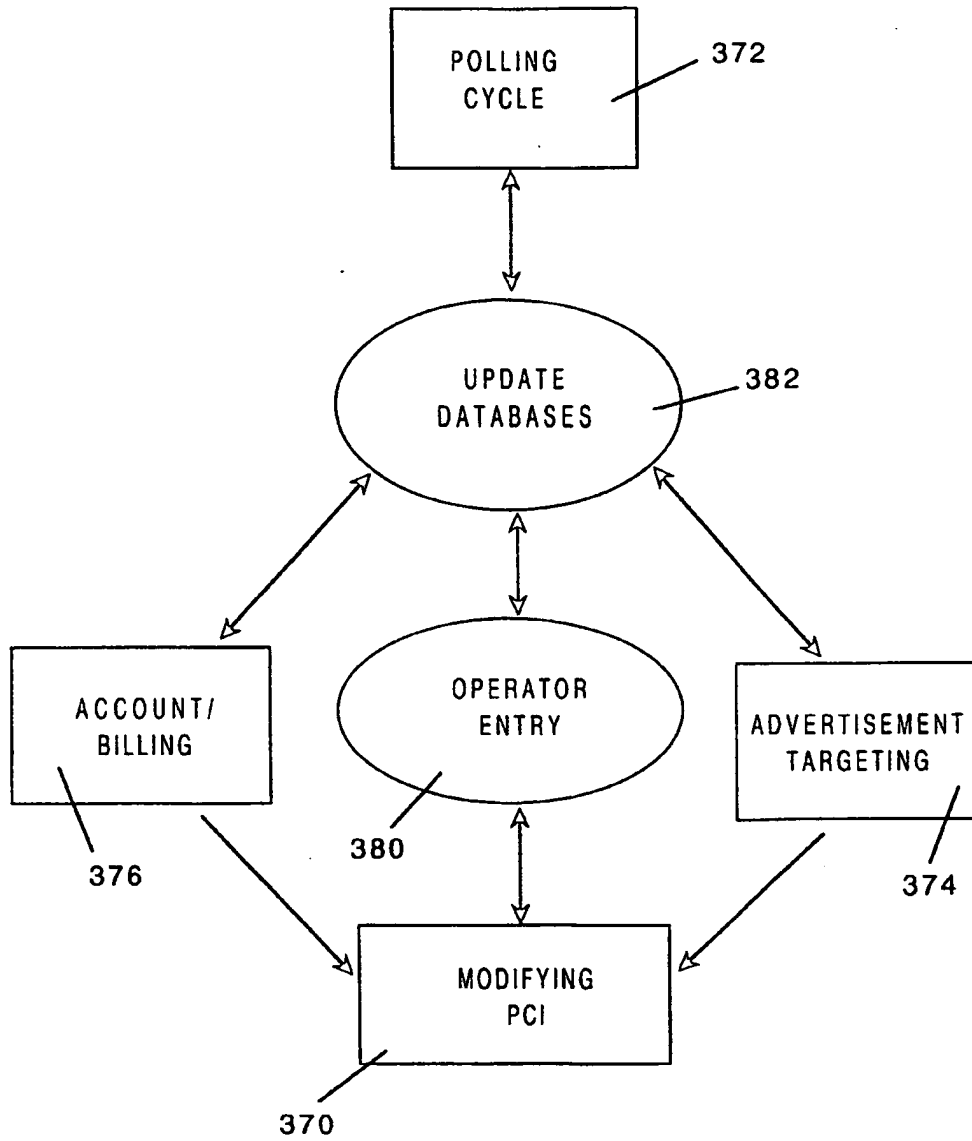 POLLING
CYCLE
372
UPDATE
DATABASES
382
ACCOUNT/
BILLING
376
OPERATOR
ENTRY
380
ADVERTISEMENT
TARGETING
374
MODIFYING
PCI
370